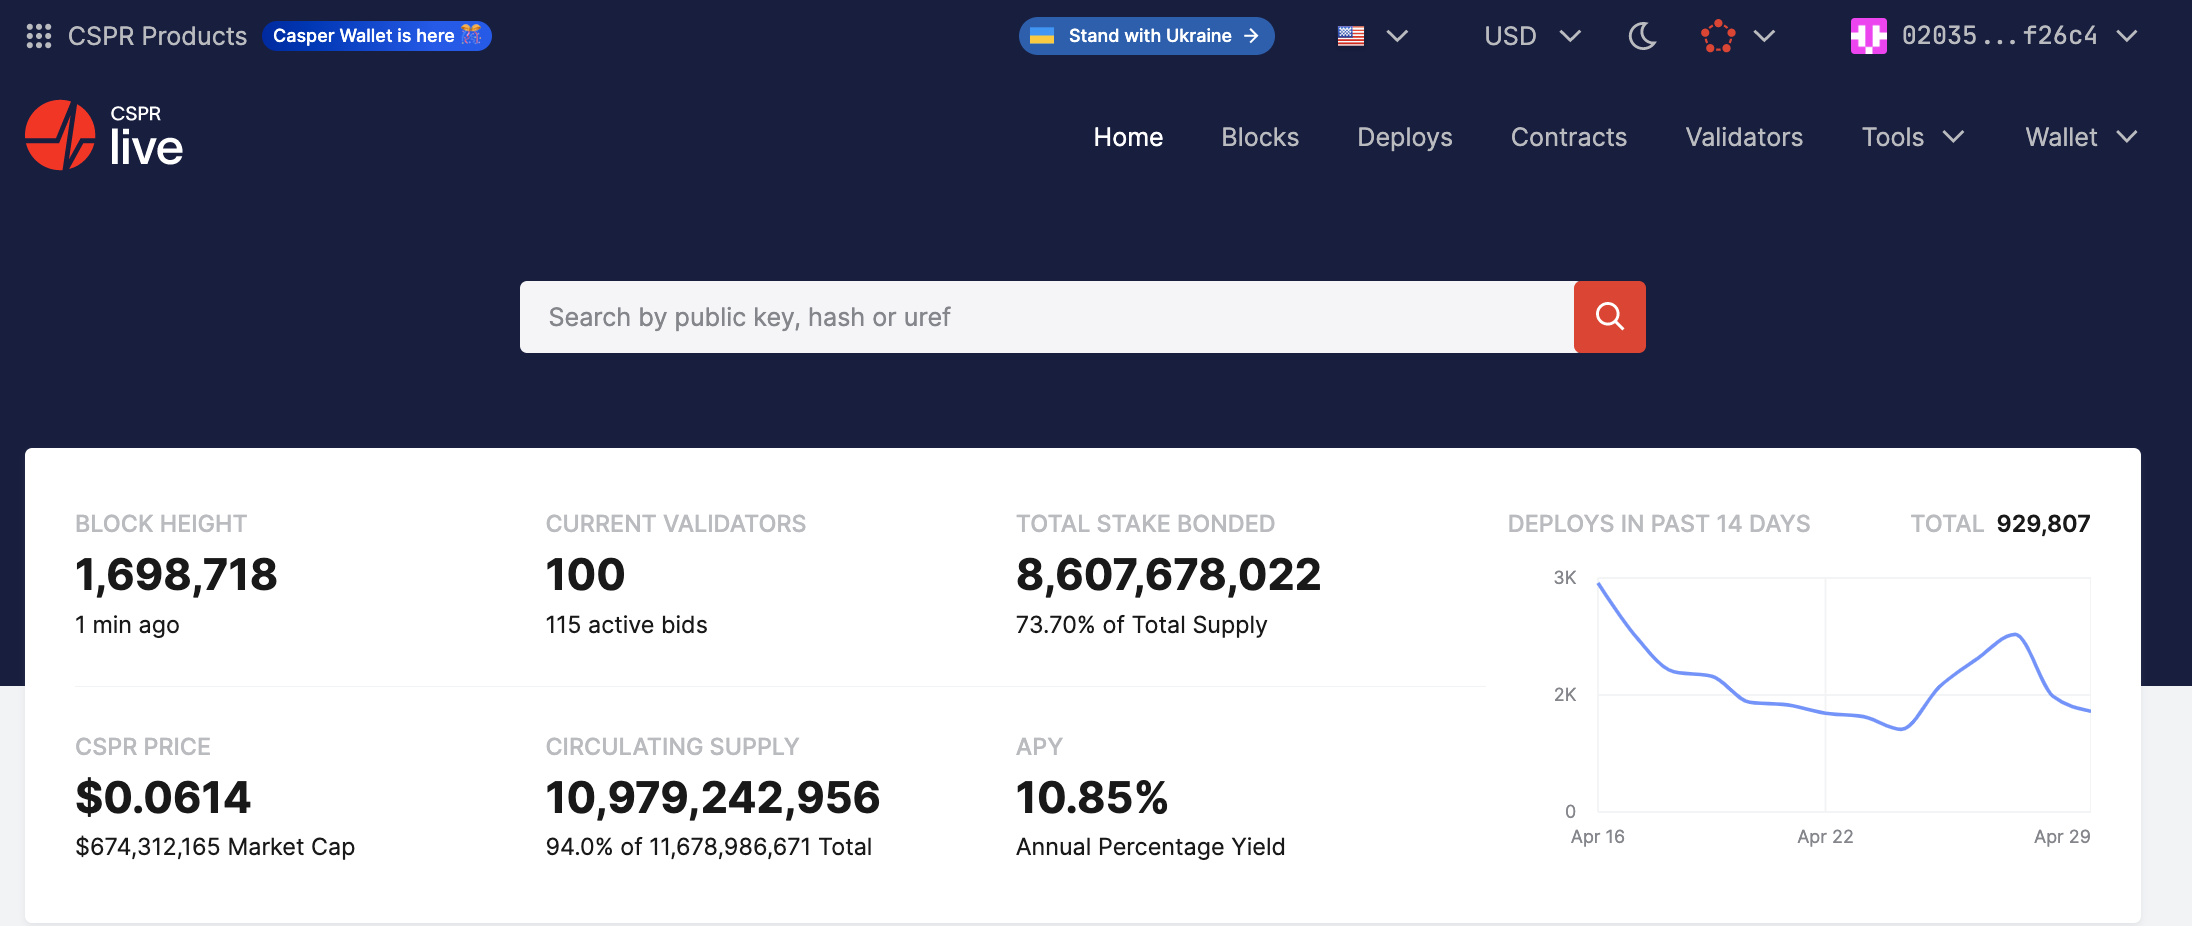 CSPR Products
Casper Wallet is here
Stand with Ukraine →
USD
02035...f26c4
CSPR
live
Home
Blocks
Deploys
Contracts
Validators
Tools
Wallet
Search by public key, hash or uref
BLOCK HEIGHT
1,698,718
1 min ago
CURRENT VALIDATORS
100
115 active bids
TOTAL STAKE BONDED
8,607,678,022
73.70% of Total Supply
CSPR PRICE
$0.0614
$674,312,165 Market Cap
CIRCULATING SUPPLY
10,979,242,956
94.0% of 11,678,986,671 Total
APY
10.85%
Annual Percentage Yield
DEPLOYS IN PAST 14 DAYS
TOTAL 929,807
3K
2K
0
Apr 16
Apr 22
Apr 29